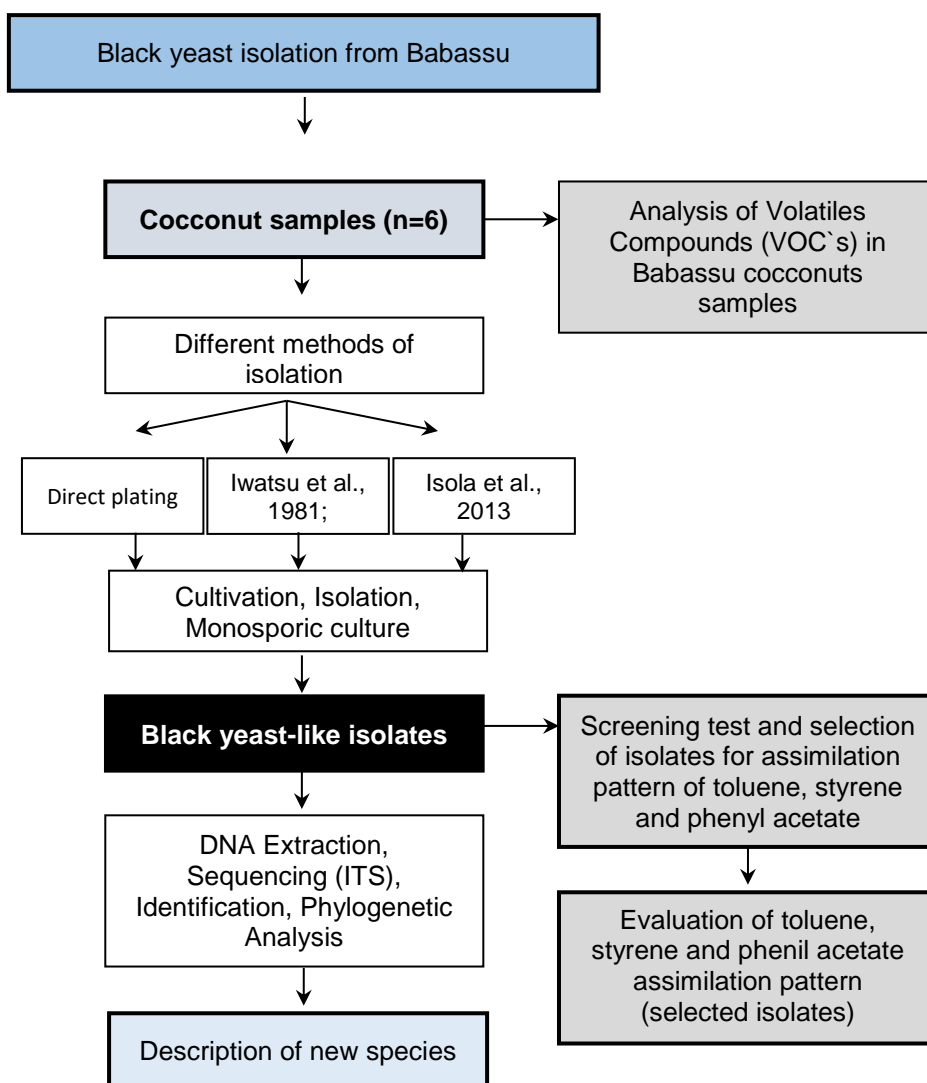 Black yeast isolation from Babassu
Cocconut samples (n=6)
Analysis of Volatiles
Compounds (VOC`s) in
Babassu cocconuts
samples
Different methods of
isolation
Direct plating
Iwatsu et al.,
1981;
Isola et al.,
2013
Cultivation, Isolation,
Monosporic culture
Black yeast-like isolates
Screening test and selection
of isolates for assimilation
pattern of toluene, styrene
and phenyl acetate
DNA Extraction,
Sequencing (ITS),
Identification, Phylogenetic
Analysis
Evaluation of toluene,
styrene and phenil acetate
assimilation pattern
(selected isolates)
Description of new species